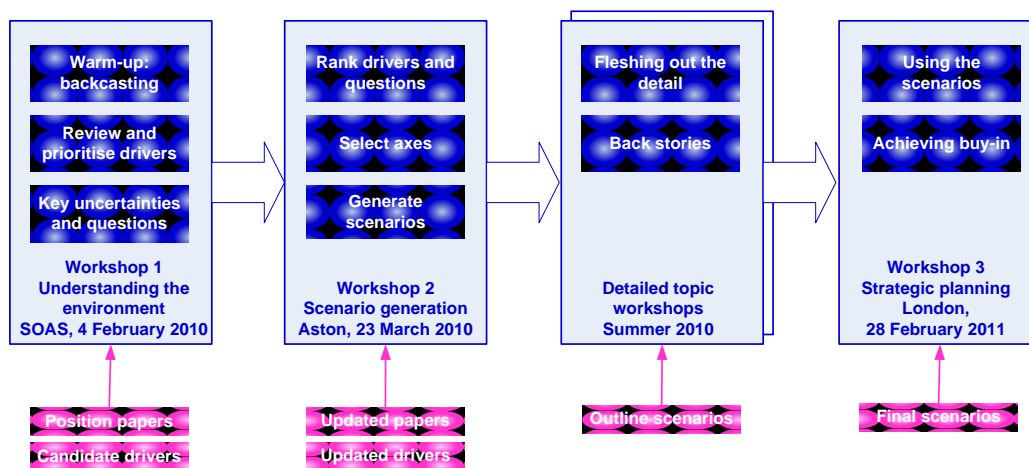 Warm-up:
backcasting
Review and
prioritise drivers
Key uncertainties
and questions
Workshop 1
Understanding the
environment
SOAS, 4 February 2010
Position papers
Candidate drivers
Rank drivers and
questions
Select axes
Generate
scenarios
Workshop 2
Scenario generation
Aston, 23 March 2010
Updated papers
Updated drivers
Fleshing out the
detail
Back stories
Detailed topic
workshops
Summer 2010
Outline scenarios
Using the
scenarios
Achieving buy-in
Workshop 3
Strategic planning
London,
28 February 2011
Final scenarios